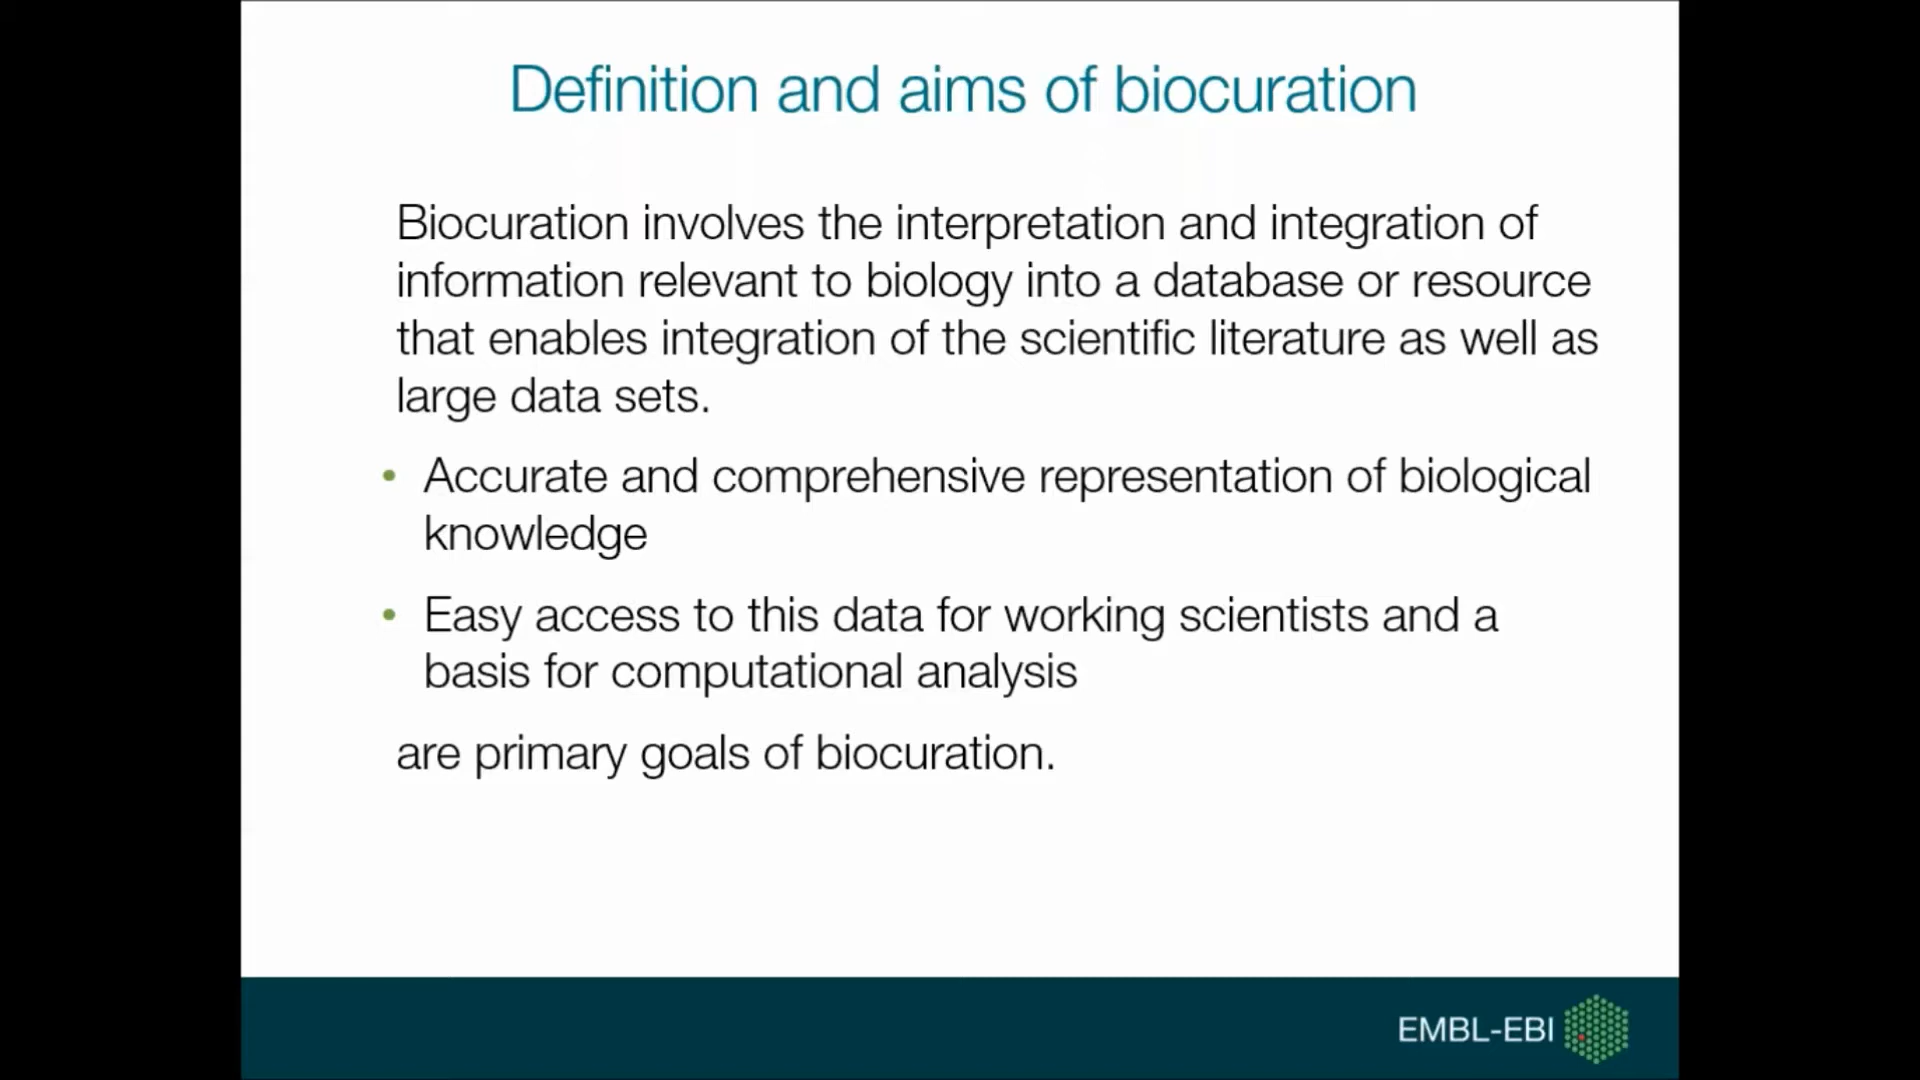 Definition and aims of biocuration
Biocuration involves the interpretation and integration of
information relevant to biology into a database or resource
that enables integration of the scientific literature as well as
large data sets.
• Accurate and comprehensive representation of biological
knowledge
• Easy access to this data for working scientists and a
basis for computational analysis
are primary goals of biocuration.
EMBL-EBI